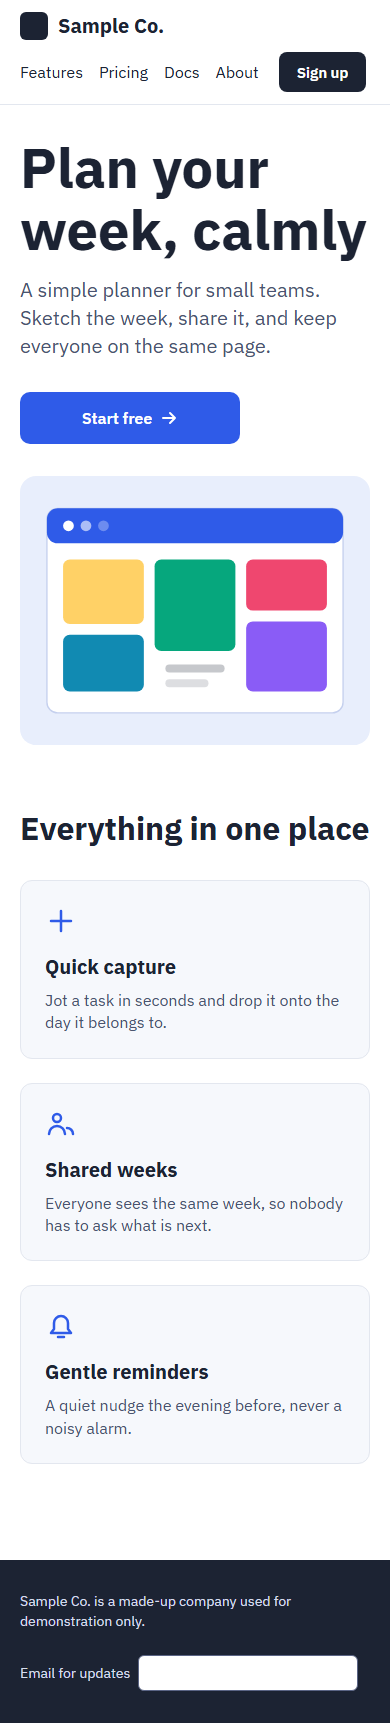 Sample Co.
Features Pricing Docs About Sign up
Plan your
week, calmly
A simple planner for small teams.
Sketch the week, share it, and keep
everyone on the same page.
Start free →
Everything in one place
Quick capture
Jot a task in seconds and drop it onto the
day it belongs to.
Shared weeks
Everyone sees the same week, so nobody
has to ask what is next.
Gentle reminders
A quiet nudge the evening before, never a
noisy alarm.
Sample Co. is a made-up company used for
demonstration only.
Email for updates